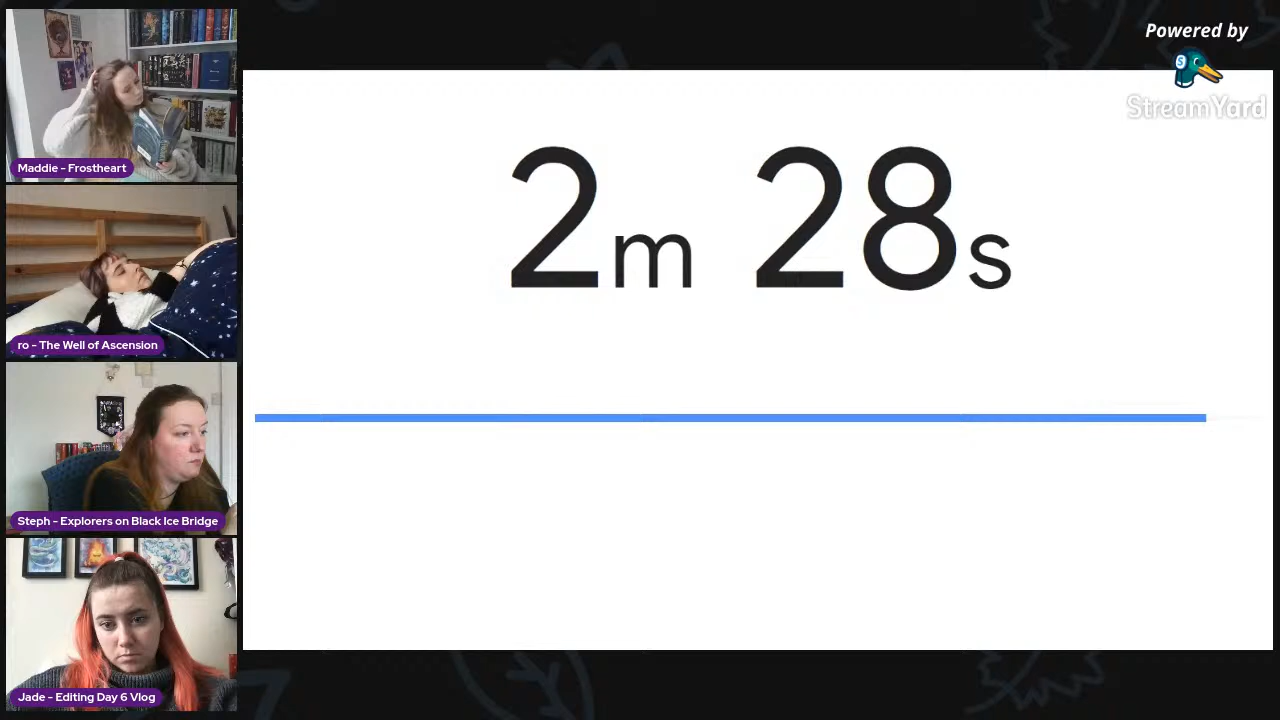 Powered by
StreamYard
2m 28s
Maddie - Frostheart
ro - The Well of Ascension
Steph - Explorers on Black Ice Bridge
Jade - Editing Day 6 Vlog